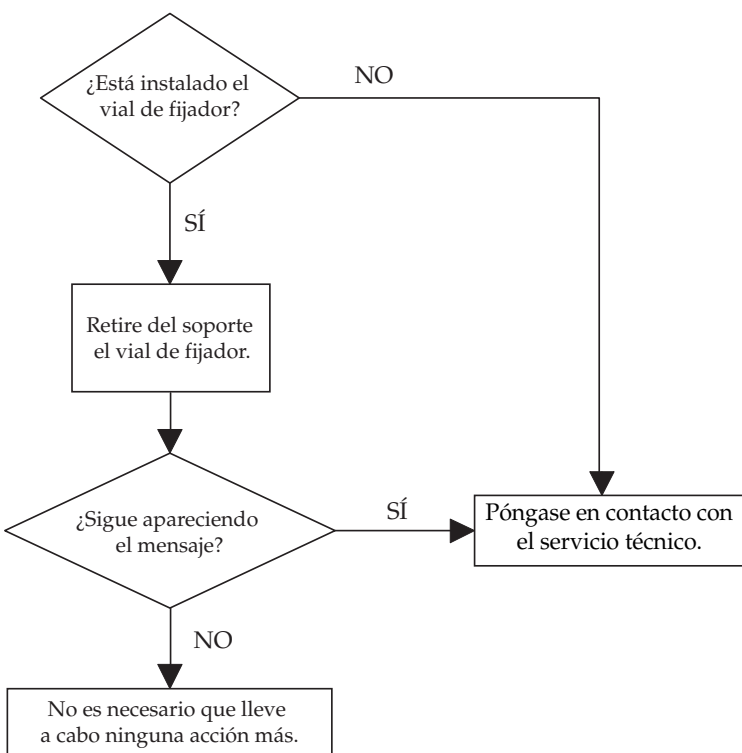 ¿Está instalado el
vial de fijador?
NO
SÍ
Retire del soporte
el vial de fijador.
¿Sigue apareciendo
el mensaje?
SÍ
Póngase en contacto con
el servicio técnico.
NO
No es necesario que lleve
a cabo ninguna acción más.